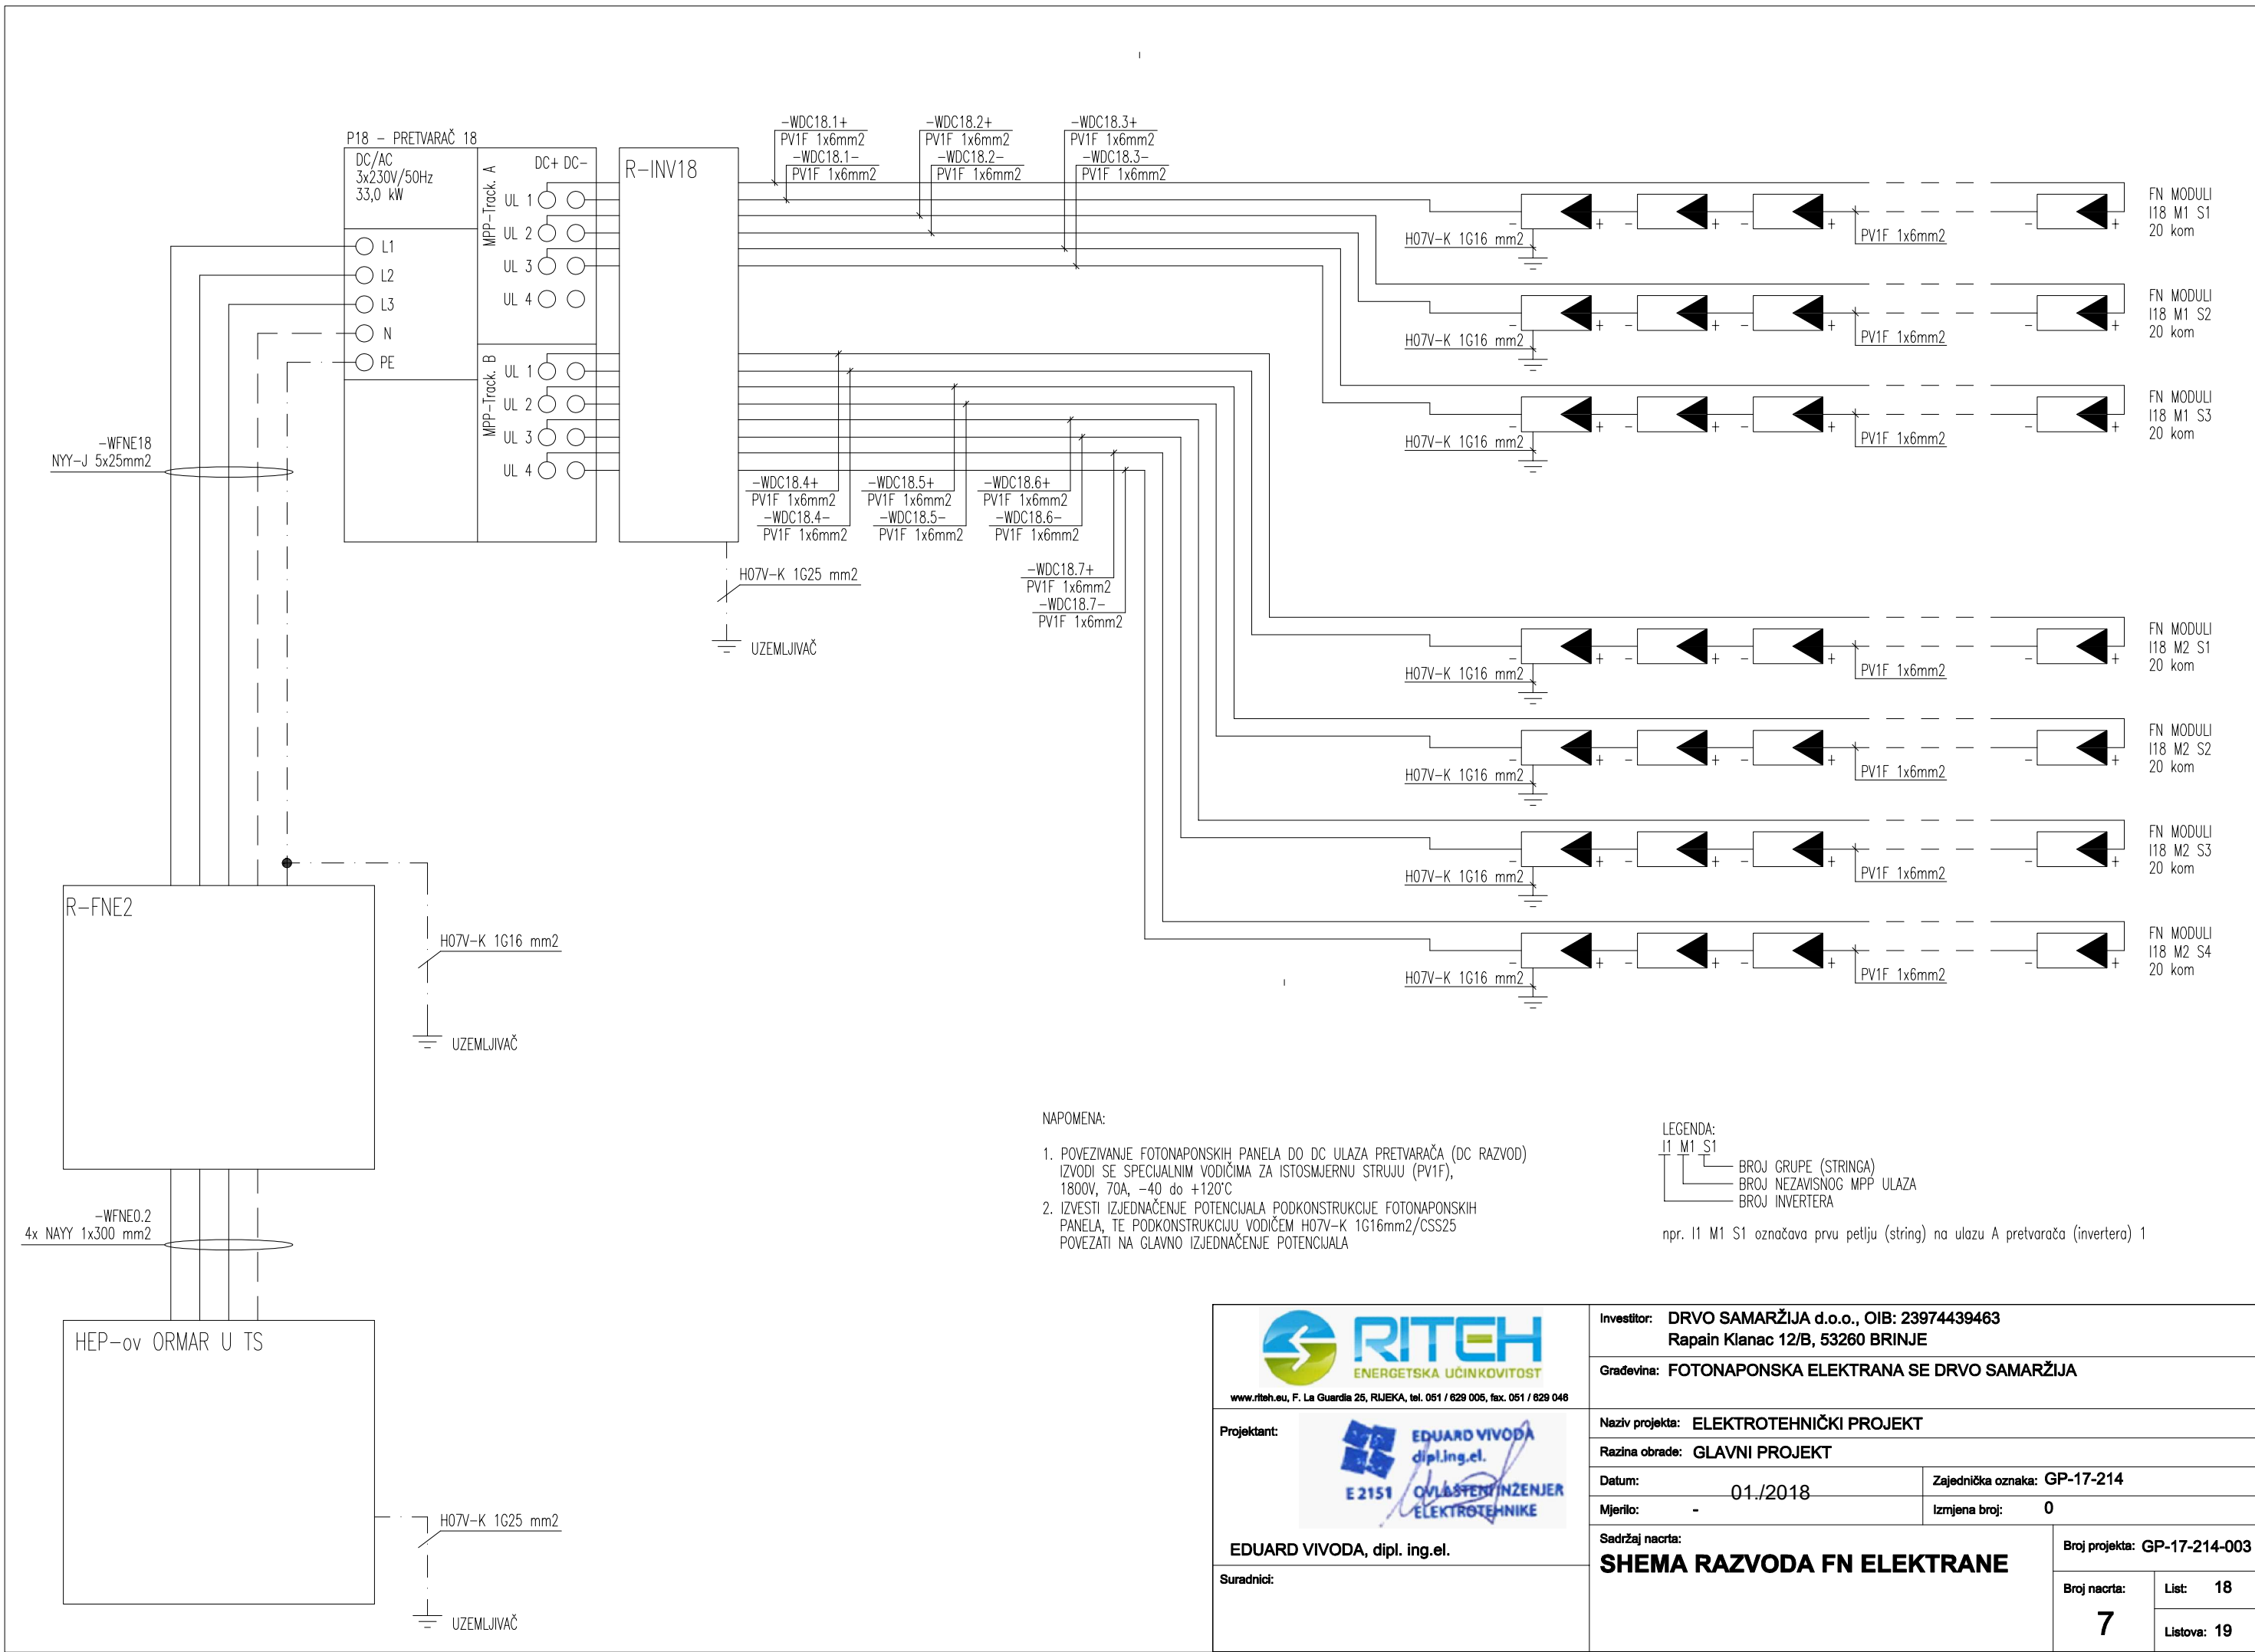 P18 - PRETVARAČ 18
DC/AC
3x230V/50Hz
33,0 kW
L1
L2
L3
N
PE
MPP-Track. A
DC+ DC-
UL 1
UL 2
UL 3
UL 4
MPP-Track. B
UL 1
UL 2
UL 3
UL 4
R-INV18
-WDC18.1+
PV1F 1x6mm2
-WDC18.1-
PV1F 1x6mm2
-WDC18.2+
PV1F 1x6mm2
-WDC18.2-
PV1F 1x6mm2
-WDC18.3+
PV1F 1x6mm2
-WDC18.3-
PV1F 1x6mm2
-WDC18.4+
PV1F 1x6mm2
-WDC18.4-
PV1F 1x6mm2
-WDC18.5+
PV1F 1x6mm2
-WDC18.5-
PV1F 1x6mm2
-WDC18.6+
PV1F 1x6mm2
-WDC18.6-
PV1F 1x6mm2
-WDC18.7+
PV1F 1x6mm2
-WDC18.7-
PV1F 1x6mm2
H07V-K 1G25 mm2
UZEMLJIVAČ
H07V-K 1G16 mm2
- + - + - + - +
PV1F 1x6mm2
FN MODULI
I18 M1 S1
20 kom
H07V-K 1G16 mm2
- + - + - + - +
PV1F 1x6mm2
FN MODULI
I18 M1 S2
20 kom
H07V-K 1G16 mm2
- + - + - + - +
PV1F 1x6mm2
FN MODULI
I18 M1 S3
20 kom
H07V-K 1G16 mm2
- + - + - + - +
PV1F 1x6mm2
FN MODULI
I18 M2 S1
20 kom
H07V-K 1G16 mm2
- + - + - + - +
PV1F 1x6mm2
FN MODULI
I18 M2 S2
20 kom
H07V-K 1G16 mm2
- + - + - + - +
PV1F 1x6mm2
FN MODULI
I18 M2 S3
20 kom
H07V-K 1G16 mm2
- + - + - + - +
PV1F 1x6mm2
FN MODULI
I18 M2 S4
20 kom
-WFNE18
NYY-J 5x25mm2
R-FNE2
H07V-K 1G16 mm2
UZEMLJIVAČ
-WFNE0.2
4x NAYY 1x300 mm2
HEP-ov ORMAR U TS
H07V-K 1G25 mm2
UZEMLJIVAČ
NAPOMENA:
1. POVEZIVANJE FOTONAPONSKIH PANELA DO DC ULAZA PRETVARAČA (DC RAZVOD)
IZVODI SE SPECIJALNIM VODIČIMA ZA ISTOSMJERNU STRUJU (PV1F),
1800V, 70A, -40 do +120°C
2. IZVESTI IZJEDNAČENJE POTENCIJALA PODKONSTRUKCIJE FOTONAPONSKIH
PANELA, TE PODKONSTRUKCIJU VODIČEM H07V-K 1G16mm2/CSS25
POVEZATI NA GLAVNO IZJEDNAČENJE POTENCIJALA
LEGENDA:
I1 M1 S1
BROJ GRUPE (STRINGA)
BROJ NEZAVISNOG MPP ULAZA
BROJ INVERTERA
npr. I1 M1 S1 označava prvu petlju (string) na ulazu A pretvarača (invertera) 1
RITEH
ENERGETSKA UČINKOVITOST
www.riteh.eu, F. La Guardia 25, RIJEKA, tel. 051 / 629 005, fax. 051 / 629 046
Projektant:
EDUARD VIVODA
dipl.ing.el.
E 2151 OVLAŠTENI INŽENJER
ELEKTROTEHNIKE
EDUARD VIVODA, dipl. ing.el.
Suradnici:
Investitor: DRVO SAMARŽIJA d.o.o., OIB: 23974439463
Rapain Klanac 12/B, 53260 BRINJE
Građevina: FOTONAPONSKA ELEKTRANA SE DRVO SAMARŽIJA
Naziv projekta: ELEKTROTEHNIČKI PROJEKT
Razina obrade: GLAVNI PROJEKT
Datum: 01./2018
Zajednička oznaka: GP-17-214
Mjerilo: -
Izmjena broj: 0
Sadržaj nacrta:
SHEMA RAZVODA FN ELEKTRANE
Broj projekta: GP-17-214-003
Broj nacrta:
7
List: 18
Listova: 19